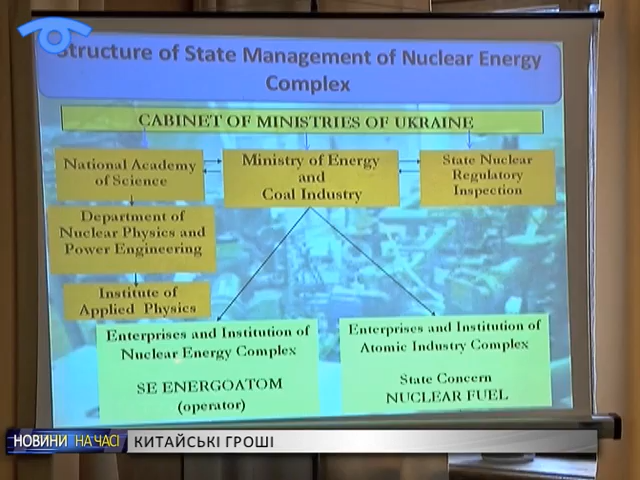 Structure of State Management of Nuclear Energy
Complex
CABINET OF MINISTRIES OF UKRAINE
National Academy
of Science
Ministry of Energy
and
Coal Industry
State Nuclear
Regulatory
Inspection
Department of
Nuclear Physics and
Power Engineering
Institute of
Applied Physics
Enterprises and Institution of
Nuclear Energy Complex
SE ENERGOATOM
(operator)
Enterprises and Institution of
Atomic Industry Complex
State Concern
NUCLEAR FUEL
НОВИНИ НА ЧАСІ
КИТАЙСЬКІ ГРОШІ